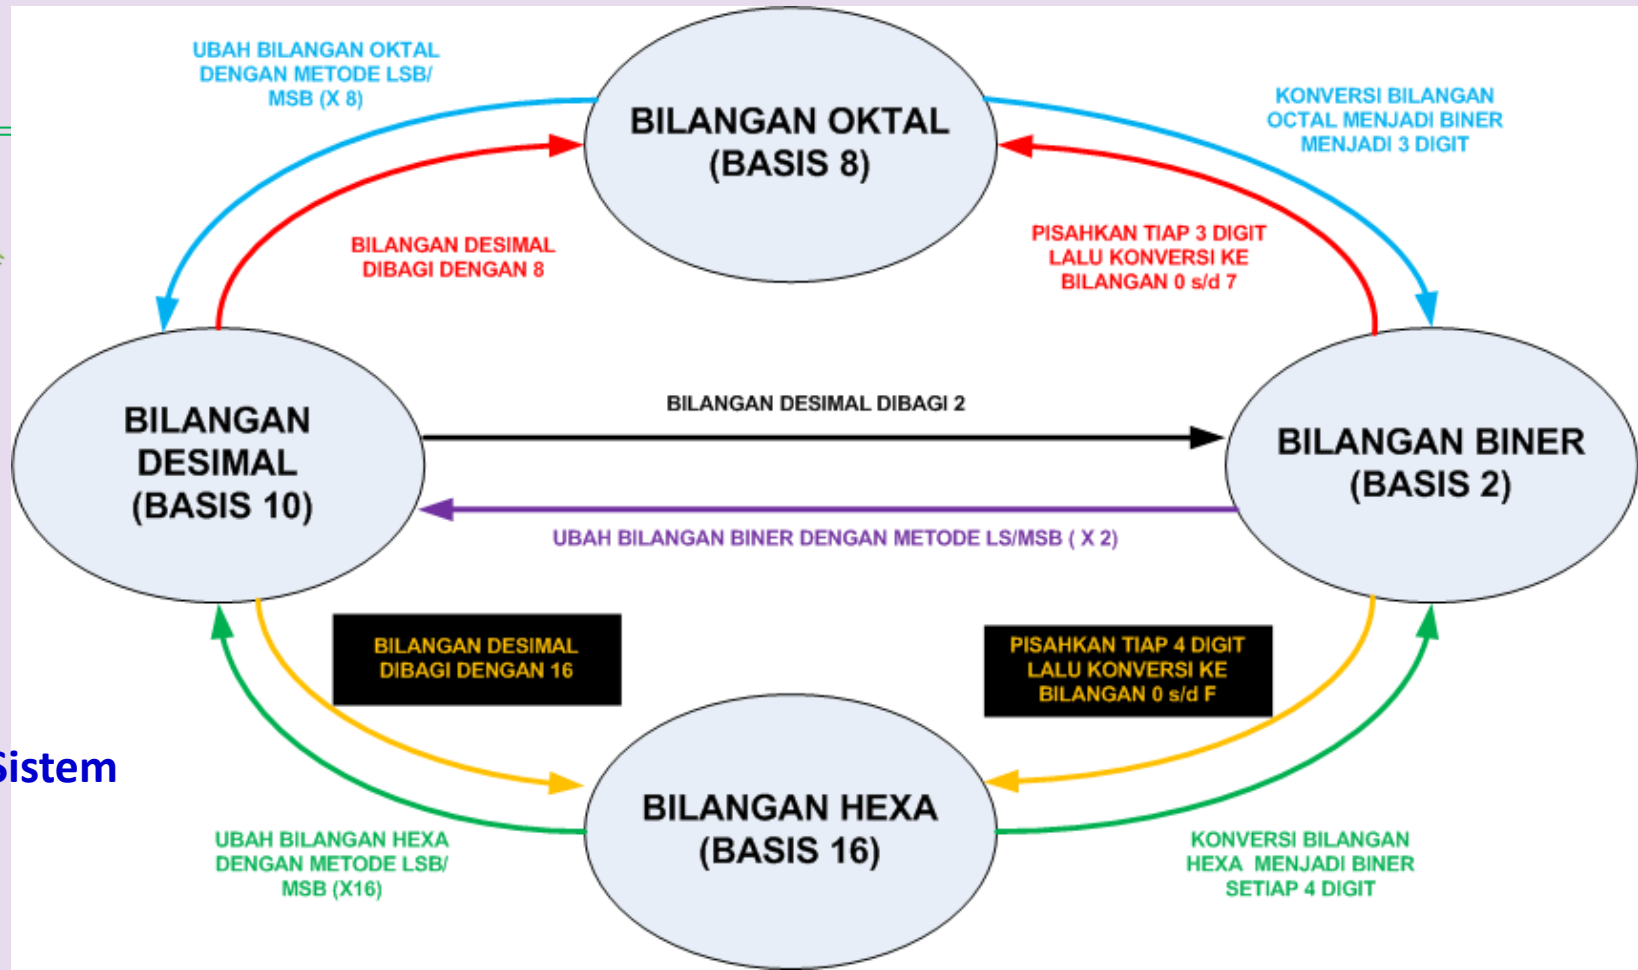 UBAH BILANGAN OKTAL
DENGAN METODE LSB/
MSB (X 8)
BILANGAN OKTAL
(BASIS 8)
KONVERSI BILANGAN
OCTAL MENJADI BINER
MENJADI 3 DIGIT
BILANGAN DESIMAL
DIBAGI DENGAN 8
PISAHKAN TIAP 3 DIGIT
LALU KONVERSI KE
BILANGAN 0 s/d 7
BILANGAN
DESIMAL
(BASIS 10)
BILANGAN DESIMAL DIBAGI 2
BILANGAN BINER
(BASIS 2)
UBAH BILANGAN BINER DENGAN METODE LS/MSB ( X 2)
BILANGAN DESIMAL
DIBAGI DENGAN 16
PISAHKAN TIAP 4 DIGIT
LALU KONVERSI KE
BILANGAN 0 s/d F
Sistem
BILANGAN HEXA
(BASIS 16)
UBAH BILANGAN HEXA
DENGAN METODE LSB/
MSB (X16)
KONVERSI BILANGAN
HEXA  MENJADI BINER
SETIAP 4 DIGIT